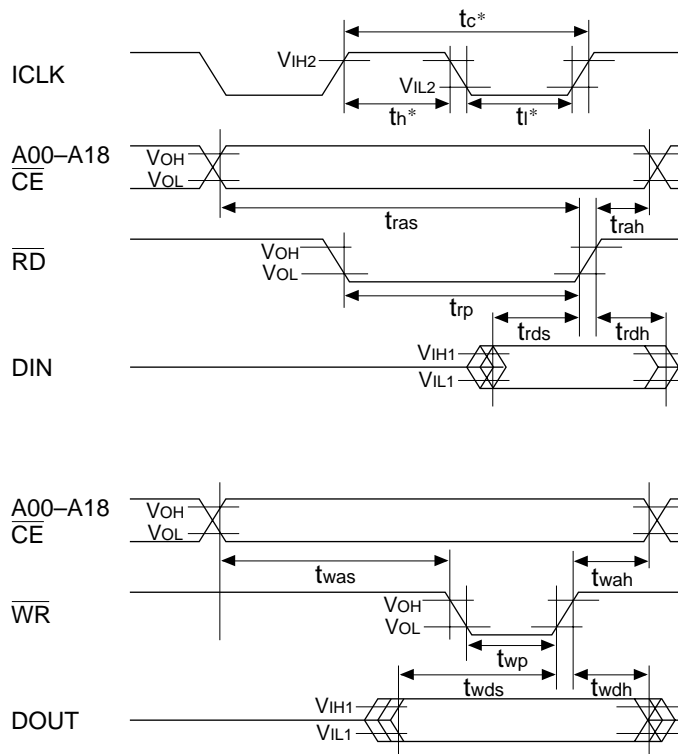 tc*
ICLK
VIH2
VIL2
th*
tl*
A00–A18
CE
VOH
VOL
tras
trah
RD
VOH
VOL
trp
trds
trdh
DIN
VIH1
VIL1
A00–A18
CE
VOH
VOL
twas
twah
WR
VOH
VOL
twp
twds
twdh
DOUT
VIH1
VIL1